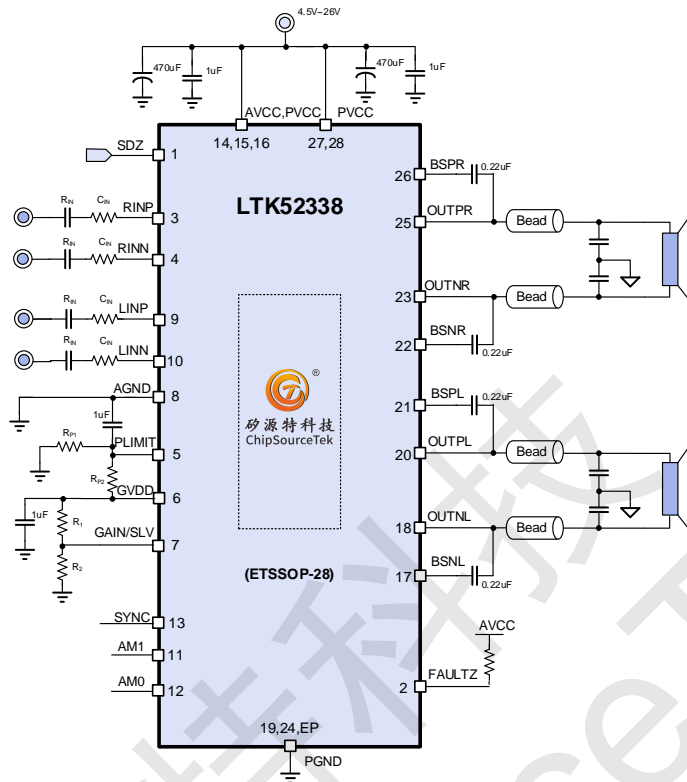 4.5V~26V
470uF
1uF
470uF
1uF
AVCC,PVCC
PVCC
14,15,16
27,28
SDZ
1
LTK52338
26
BSPR
0.22uF
RIN
CIN
RINP
3
25
OUTPR
Bead
RIN
CIN
RINN
4
23
OUTNR
Bead
RIN
CIN
LINP
9
22
BSNR
0.22uF
RIN
CIN
LINN
10
AGND
8
®
21
BSPL
0.22uF
1uF
矽源特科技
ChipSourceTek
RP1
PLIMIT
5
20
OUTPL
Bead
RP2
GVDD
6
1uF
R1
18
OUTNL
Bead
GAIN/SLV
7
R2
(ETSSOP-28)
17
BSNL
0.22uF
SYNC
13
AVCC
AM1
11
AM0
12
2
FAULTZ
19,24,EP
PGND